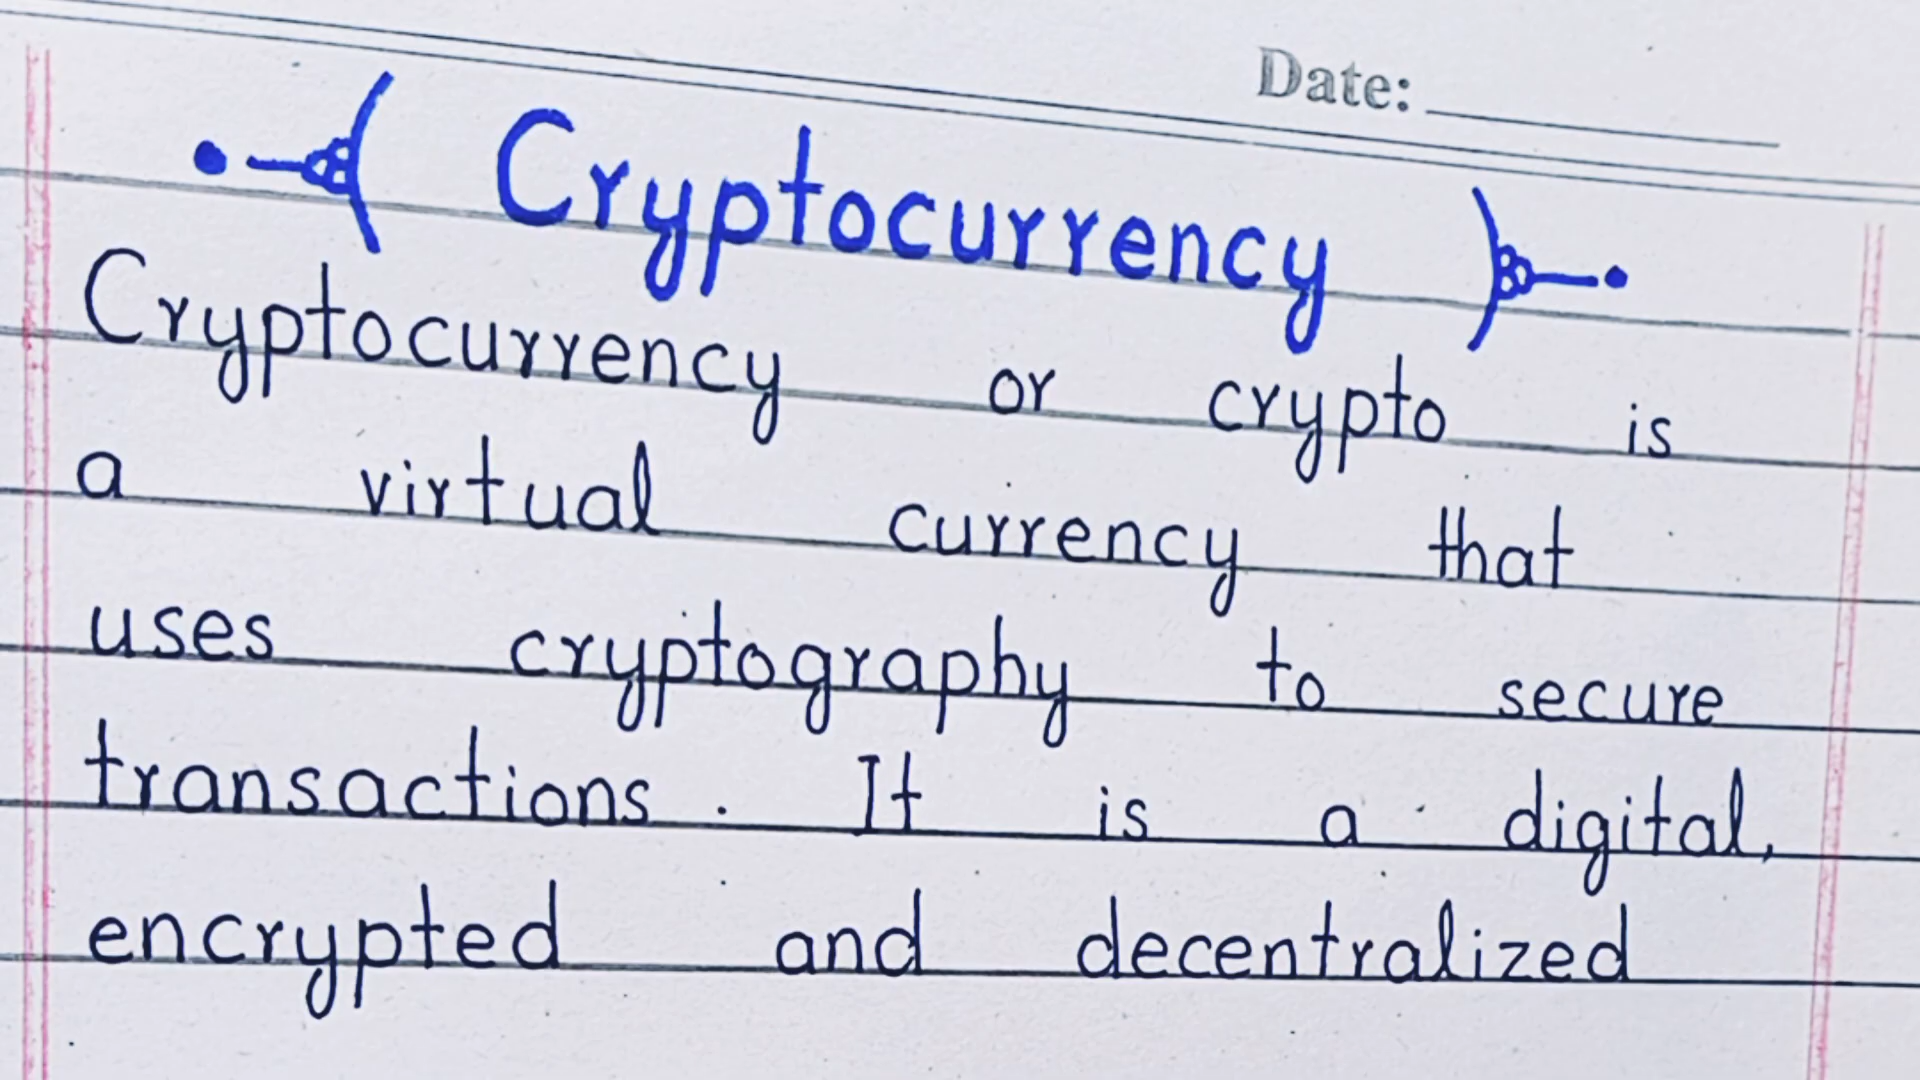 Date:
Cryptocurrency
Cryptocurrency or crypto is
a virtual currency that
uses cryptography to secure
transactions. It is a digital,
encrypted and decentralized